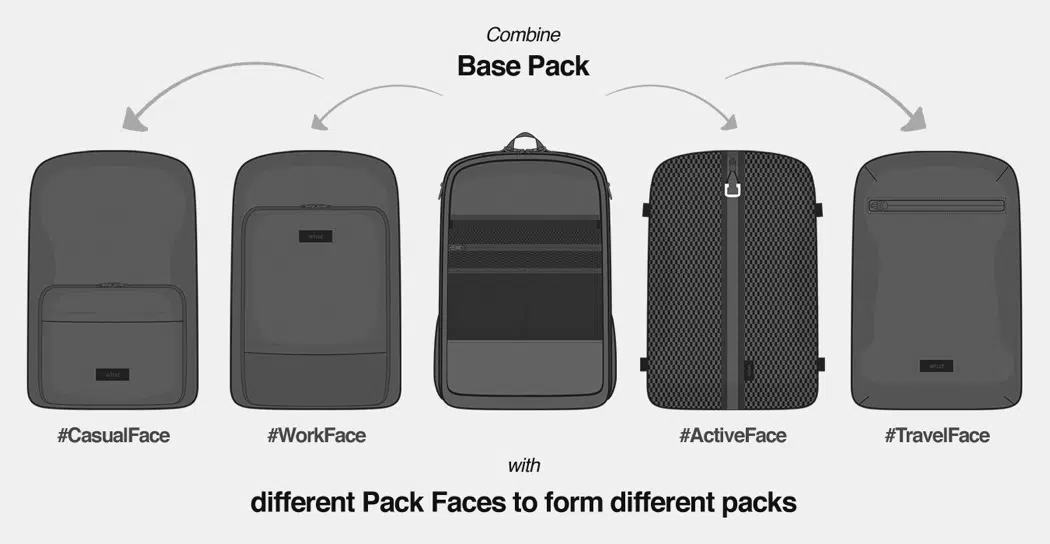 Combine
Base Pack
#CasualFace
#WorkFace
#ActiveFace
#TravelFace
with
different Pack Faces to form different packs